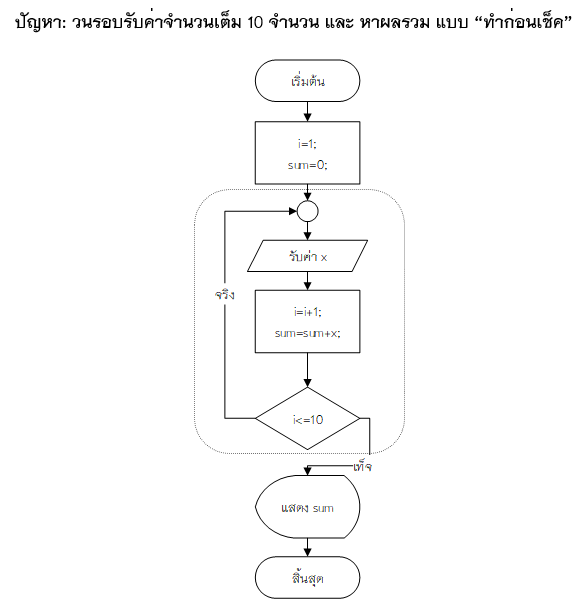 ปัญหา: วนรอบรับค่าจำนวนเต็ม 10 จำนวน และ หาผลรวม แบบ “ทำก่อนเช็ค”
เริ่มต้น
i=1;
sum=0;
รับค่า x
จริง
i=i+1;
sum=sum+x;
i<=10
เท็จ
แสดง sum
สิ้นสุด